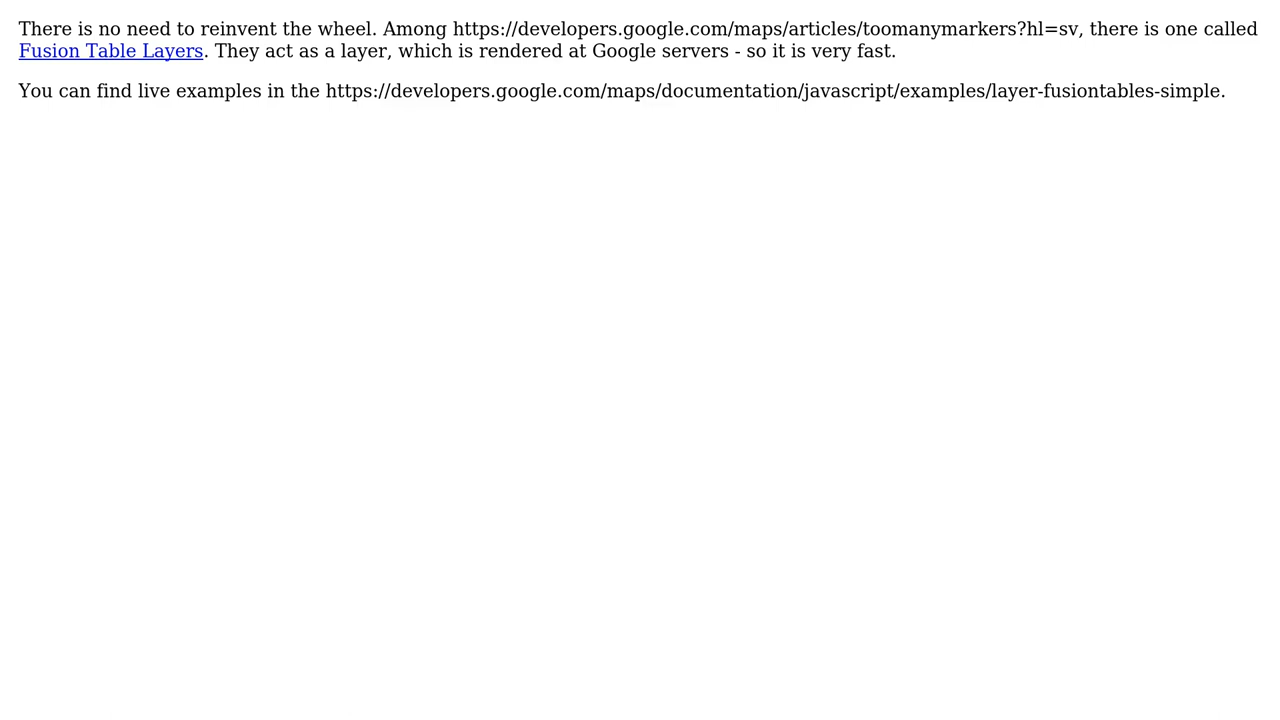 There is no need to reinvent the wheel. Among https://developers.google.com/maps/articles/toomanymarkers?hl=sv, there is one called
Fusion Table Layers. They act as a layer, which is rendered at Google servers - so it is very fast.
You can find live examples in the https://developers.google.com/maps/documentation/javascript/examples/layer-fusiontables-simple.